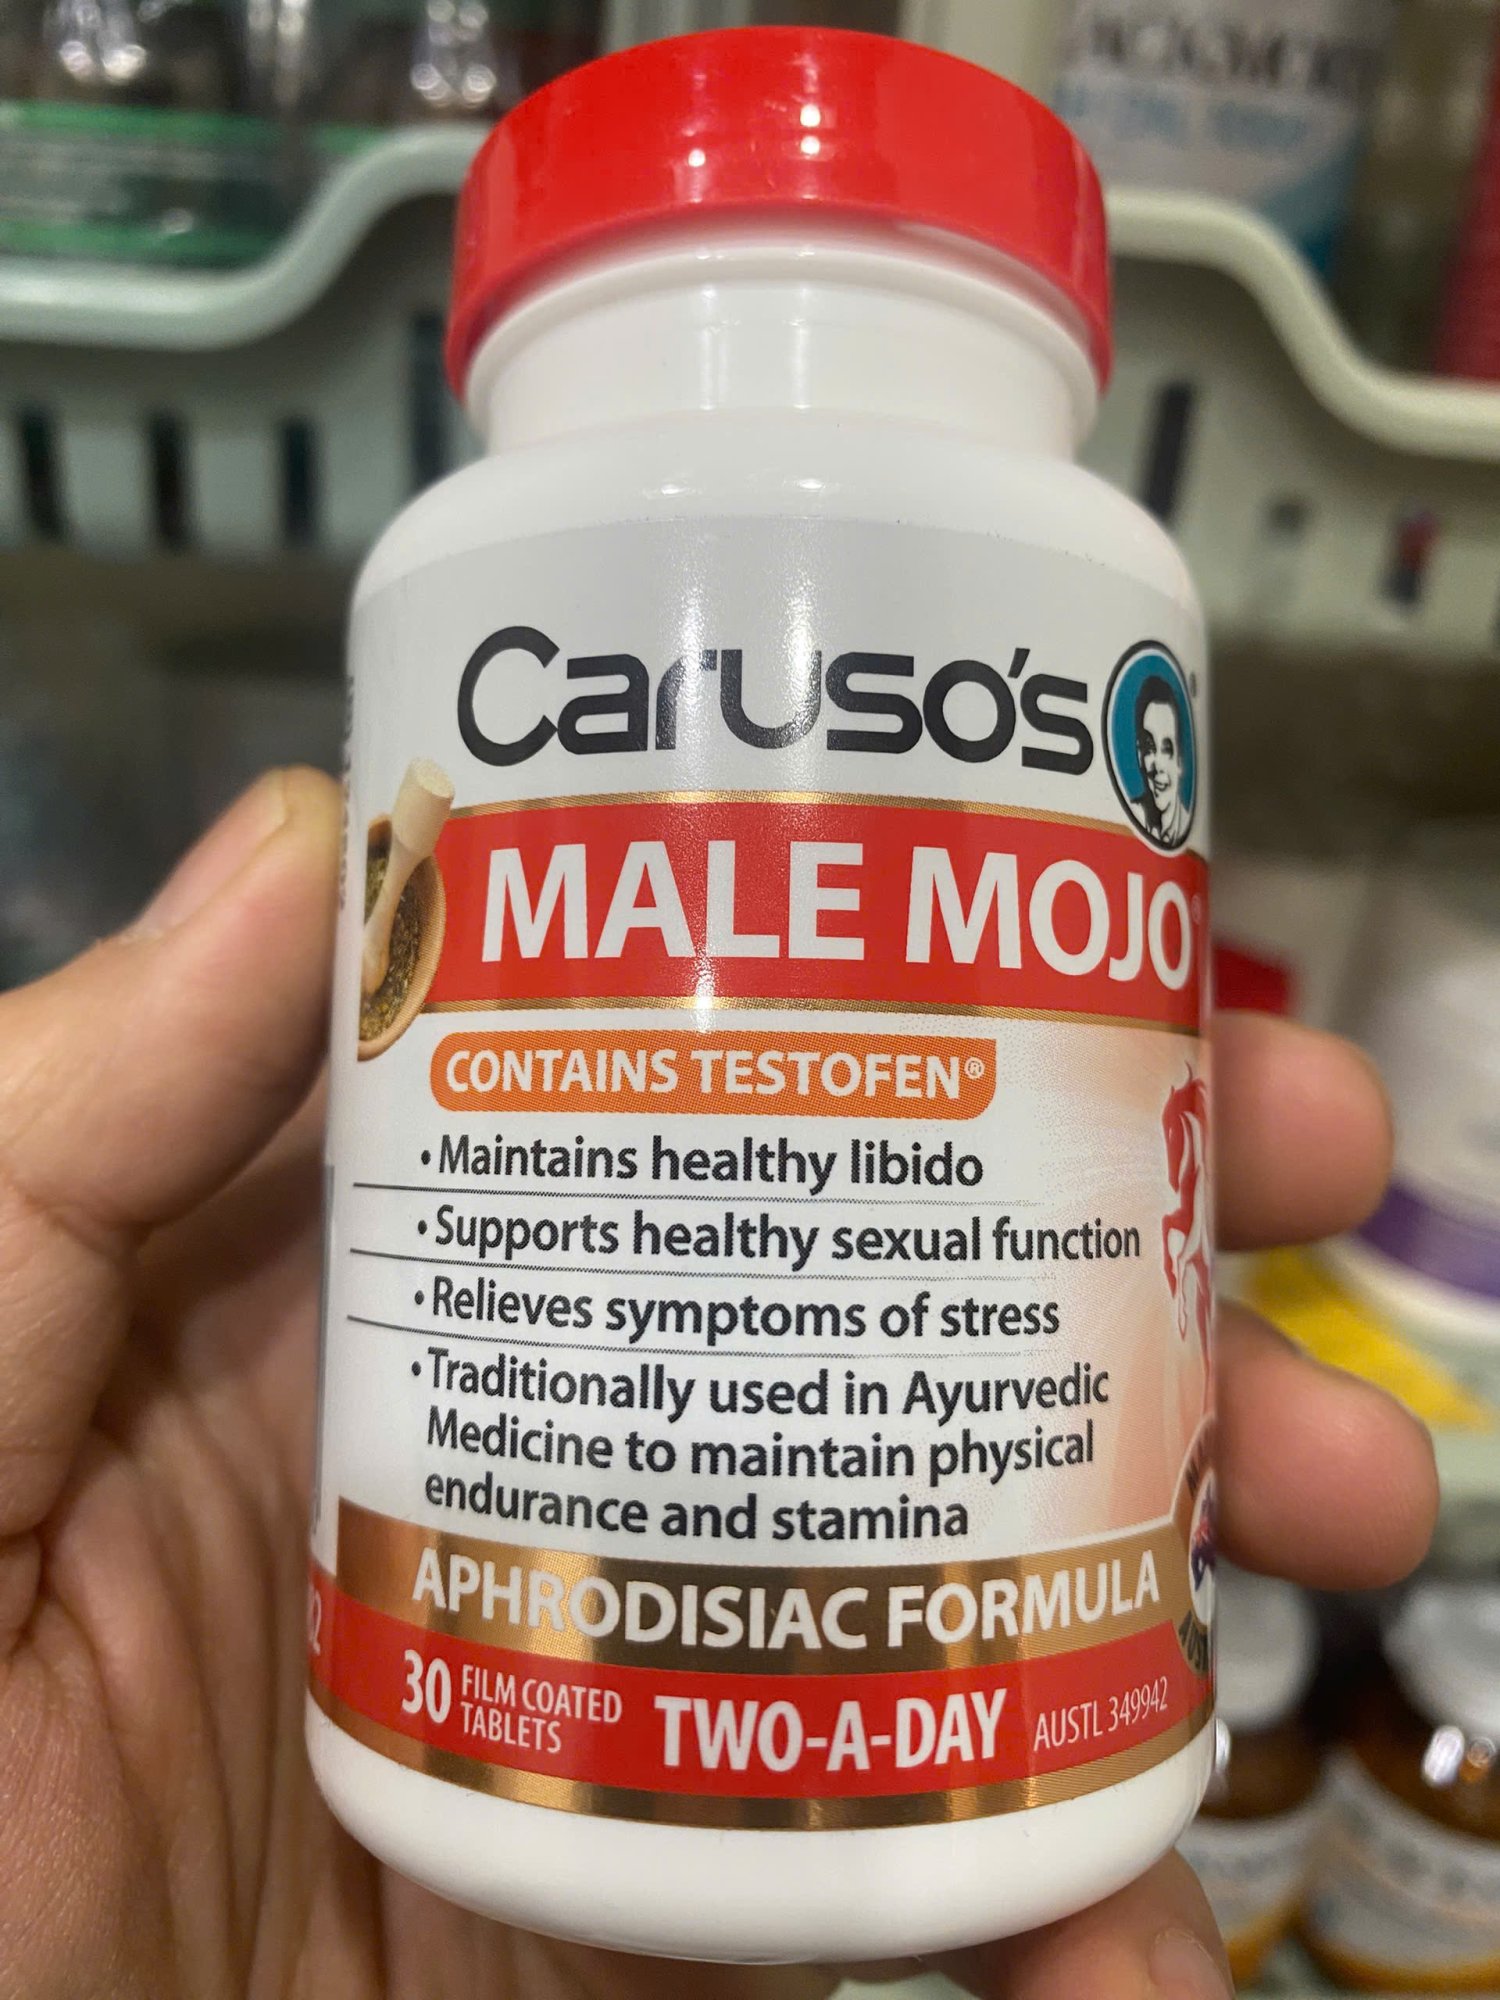 Caruso's
MALE MOJO
CONTAINS TESTOFEN®
• Maintains healthy libido
• Supports healthy sexual function
• Relieves symptoms of stress
• Traditionally used in Ayurvedic
Medicine to maintain physical
endurance and stamina
APHRODISIAC FORMULA
30 FILM COATED
TABLETS
TWO-A-DAY
AUSTL 349942